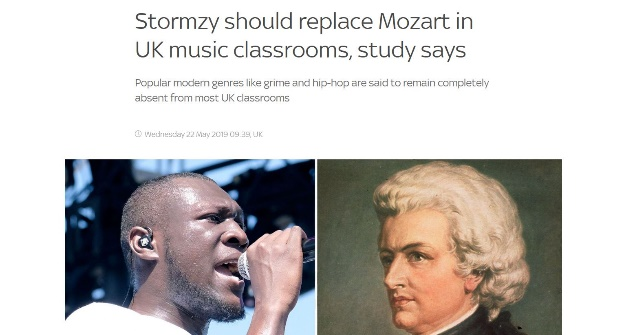 Stormzy should replace Mozart in
UK music classrooms, study says
Popular modern genres like grime and hip-hop are said to remain completely
absent from most UK classrooms
Wednesday 22 May 2019 09:39, UK